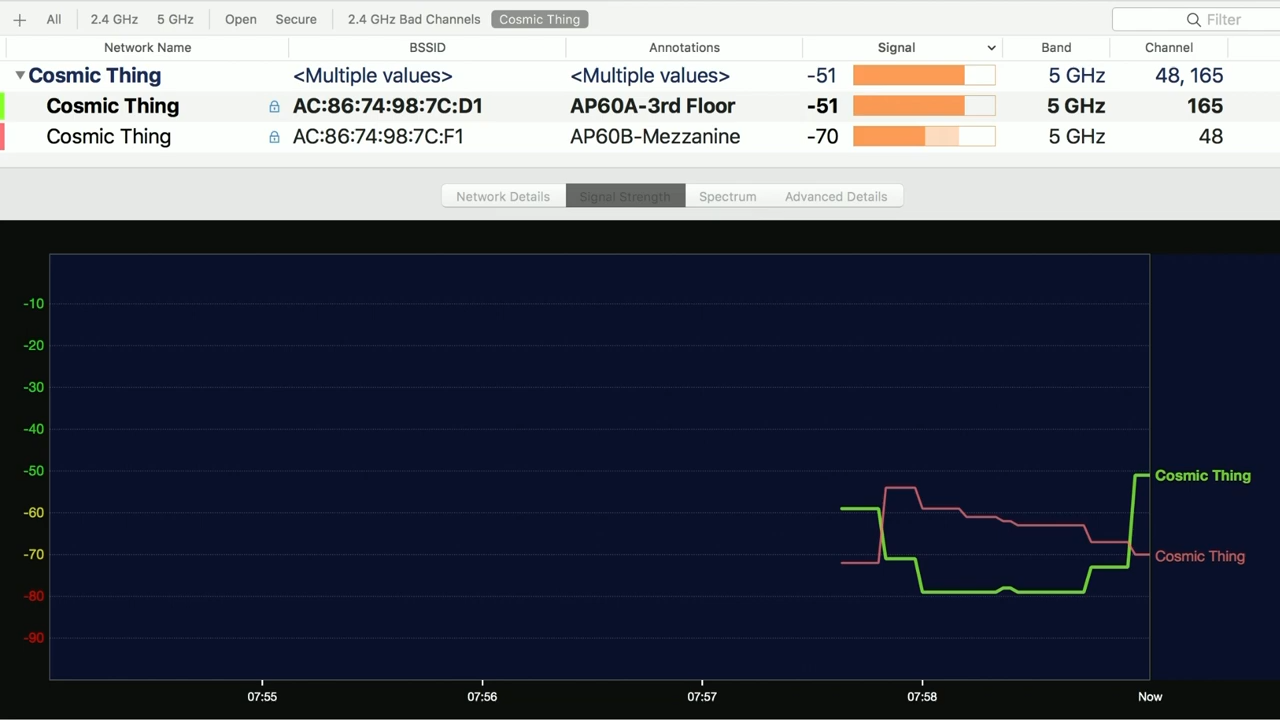 + All 2.4 GHz 5 GHz Open Secure 2.4 GHz Bad Channels Cosmic Thing Filter
Network Name BSSID Annotations Signal Band Channel
Cosmic Thing <Multiple values> <Multiple values> -51 5 GHz 48, 165
Cosmic Thing AC:86:74:98:7C:D1 AP60A-3rd Floor -51 5 GHz 165
Cosmic Thing AC:86:74:98:7C:F1 AP60B-Mezzanine -70 5 GHz 48
Network Details Signal Strength Spectrum Advanced Details
-10
-20
-30
-40
-50
Cosmic Thing
-60
-70
Cosmic Thing
-80
-90
07:55 07:56 07:57 07:58 Now